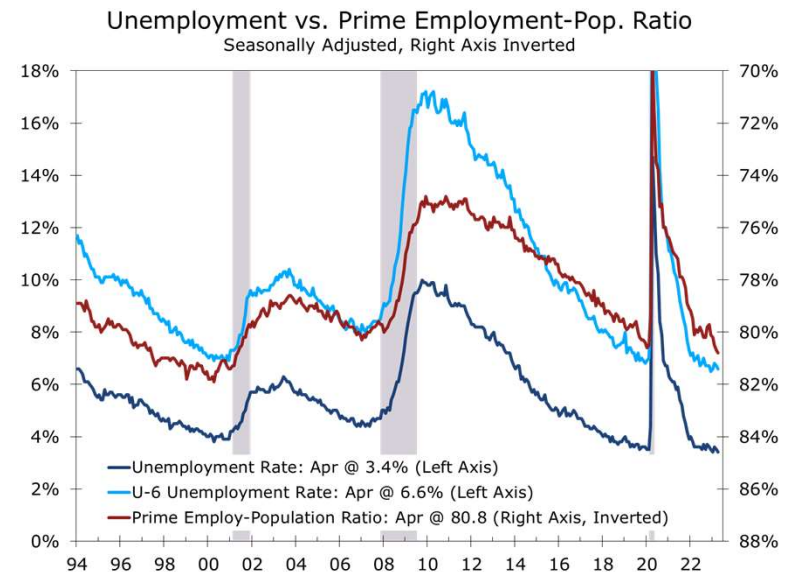 Unemployment vs. Prime Employment-Pop. Ratio
Seasonally Adjusted, Right Axis Inverted
18% 70%
16% 72%
14% 74%
12% 76%
10% 78%
8% 80%
6% 82%
4% 84%
Unemployment Rate: Apr @ 3.4% (Left Axis)
2% 86%
U-6 Unemployment Rate: Apr @ 6.6% (Left Axis)
Prime Employ-Population Ratio: Apr @ 80.8 (Right Axis, Inverted)
0% 88%
94 96 98 00 02 04 06 08 10 12 14 16 18 20 22